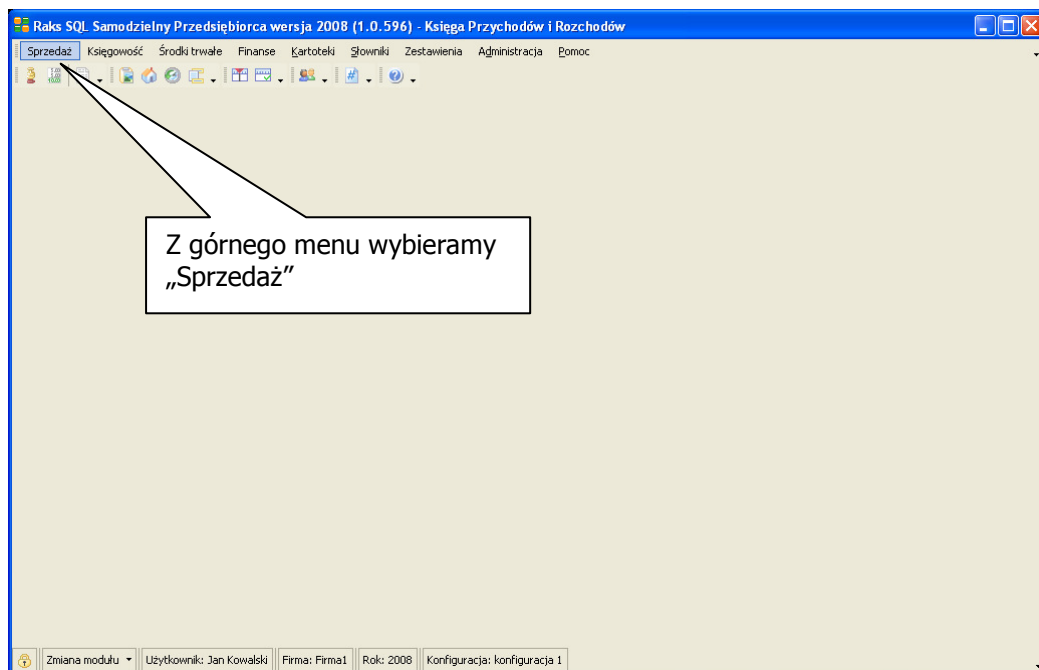 Raks SQL Samodzielny Przedsiębiorca wersja 2008 (1.0.596) - Księga Przychodów i Rozchodów
Sprzedaż Księgowość Środki trwałe Finanse Kartoteki Słowniki Zestawienia Administracja Pomoc
Z górnego menu wybieramy
„Sprzedaż”
Zmiana modułu Użytkownik: Jan Kowalski Firma: Firma1 Rok: 2008 Konfiguracja: konfiguracja 1